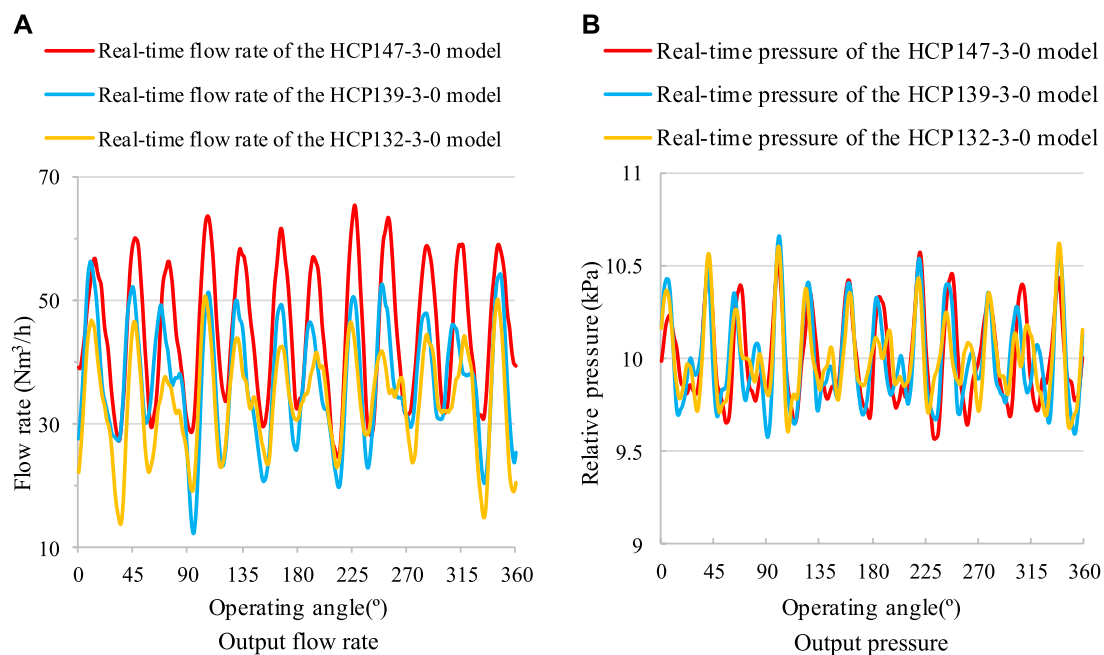 A
Real-time flow rate of the HCP147-3-0 model
Real-time flow rate of the HCP139-3-0 model
Real-time flow rate of the HCP132-3-0 model
70
50
30
10
Flow rate (Nm³/h)
0 45 90 135 180 225 270 315 360
Operating angle(º)
Output flow rate
B
Real-time pressure of the HCP147-3-0 model
Real-time pressure of the HCP139-3-0 model
Real-time pressure of the HCP132-3-0 model
11
10.5
10
9.5
9
Relative pressure (kPa)
0 45 90 135 180 225 270 315 360
Operating angle(º)
Output pressure